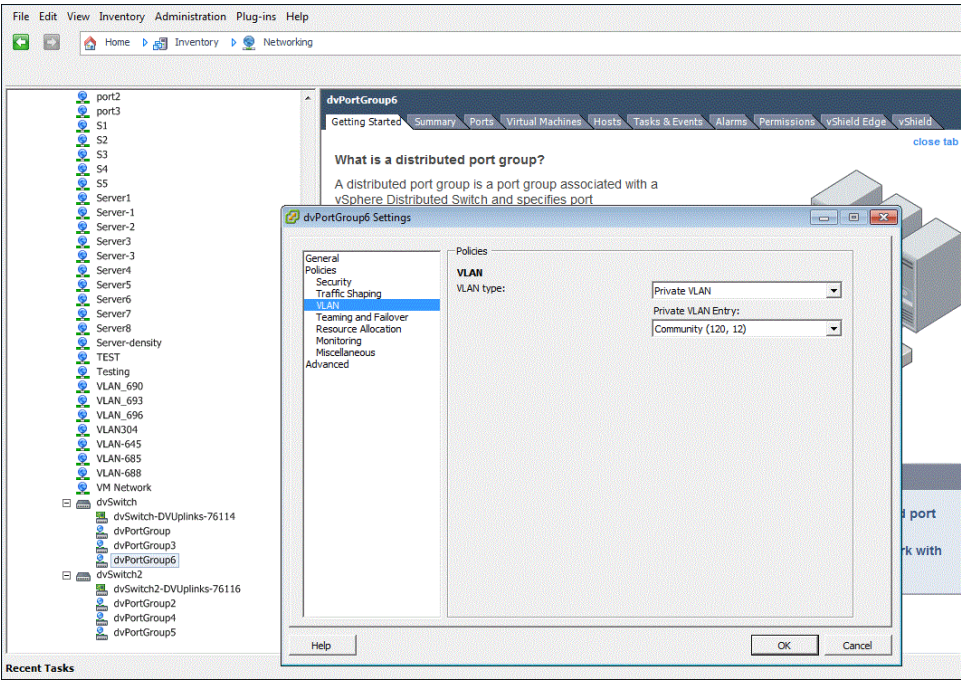 File Edit View Inventory Administration Plug-ins Help
Home Inventory Networking
port2
port3
S1
S2
S3
S4
S5
Server1
Server-1
Server-2
Server3
Server-3
Server4
Server5
Server6
Server7
Server8
Server-density
TEST
Testing
VLAN_690
VLAN_693
VLAN_696
VLAN304
VLAN-645
VLAN-685
VLAN-688
VM Network
dvSwitch
dvSwitch-DVUplinks-76114
dvPortGroup
dvPortGroup3
dvPortGroup6
dvSwitch2
dvSwitch2-DVUplinks-76116
dvPortGroup2
dvPortGroup4
dvPortGroup5
dvPortGroup6
Getting Started Summary Ports Virtual Machines Hosts Tasks & Events Alarms Permissions vShield Edge vShield
close tab
What is a distributed port group?
A distributed port group is a port group associated with a
vSphere Distributed Switch and specifies port
dvPortGroup6 Settings
General
Policies
Security
Traffic Shaping
VLAN
Teaming and Failover
Resource Allocation
Monitoring
Miscellaneous
Advanced
Policies
VLAN
VLAN type:
Private VLAN
Private VLAN Entry:
Community (120, 12)
port
with
Help
OK Cancel
Recent Tasks